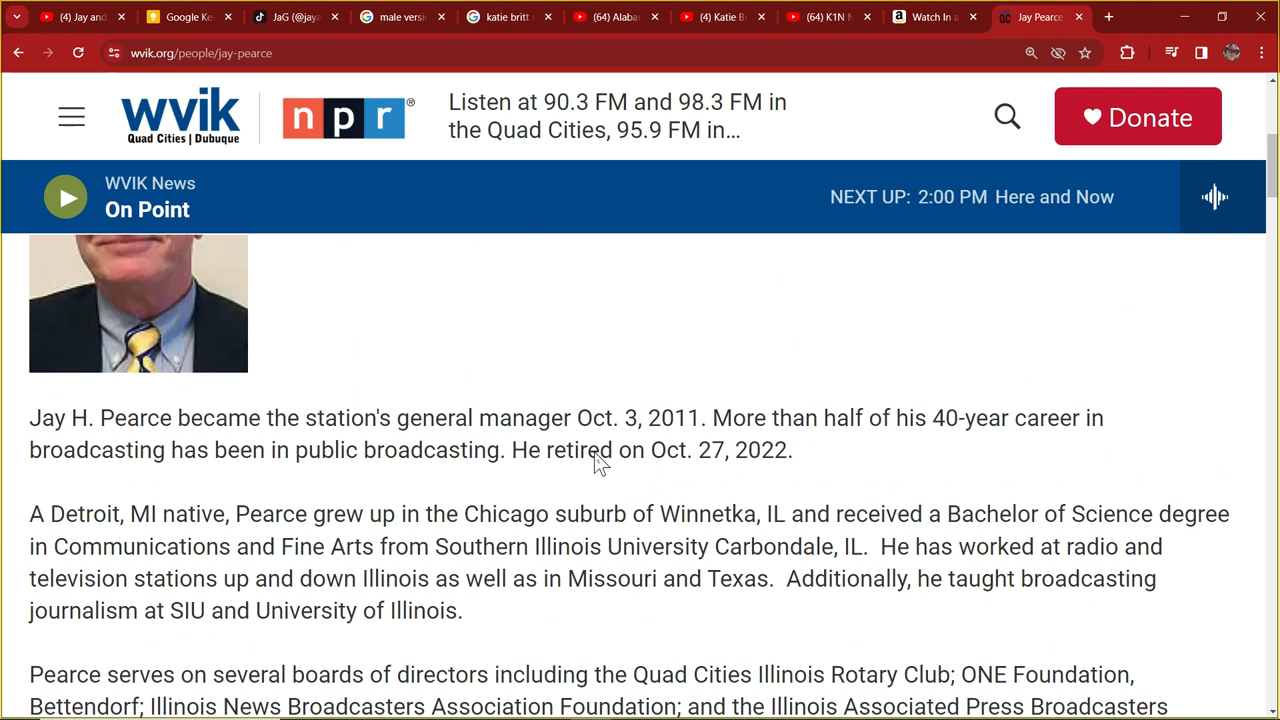 (4) Jay and
Google Ke
JaG (@jaya
male versi
katie britt
(64) Alaba
(4) Katie B
(64) K1N N
Watch In a
Jay Pearce
wvik.org/people/jay-pearce
wvik
Quad Cities | Dubuque
npr®
Listen at 90.3 FM and 98.3 FM in
the Quad Cities, 95.9 FM in...
Donate
WVIK News
On Point
NEXT UP: 2:00 PM Here and Now
Jay H. Pearce became the station's general manager Oct. 3, 2011. More than half of his 40-year career in
broadcasting has been in public broadcasting. He retired on Oct. 27, 2022.
A Detroit, MI native, Pearce grew up in the Chicago suburb of Winnetka, IL and received a Bachelor of Science degree
in Communications and Fine Arts from Southern Illinois University Carbondale, IL. He has worked at radio and
television stations up and down Illinois as well as in Missouri and Texas. Additionally, he taught broadcasting
journalism at SIU and University of Illinois.
Pearce serves on several boards of directors including the Quad Cities Illinois Rotary Club; ONE Foundation,
Bettendorf; Illinois News Broadcasters Association Foundation; and the Illinois Associated Press Broadcasters